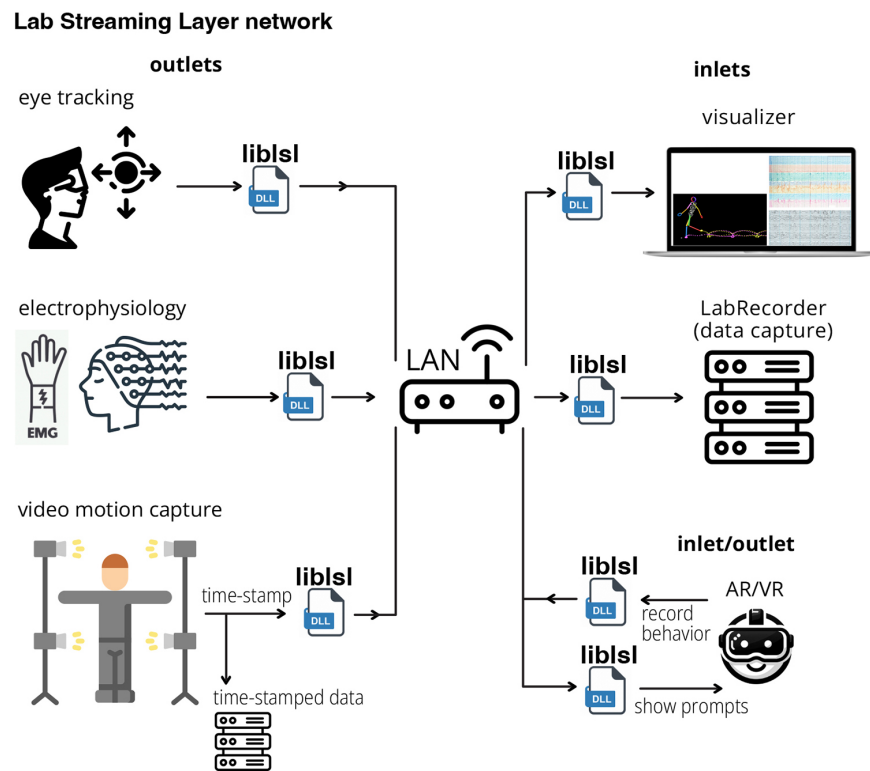 Lab Streaming Layer network
outlets
inlets
eye tracking
visualizer
liblsl
DLL
liblsl
DLL
electrophysiology
LabRecorder
(data capture)
EMG
liblsl
DLL
LAN
liblsl
DLL
video motion capture
inlet/outlet
time-stamp
liblsl
DLL
time-stamped data
liblsl
DLL
AR/VR
record
behavior
liblsl
DLL
show prompts